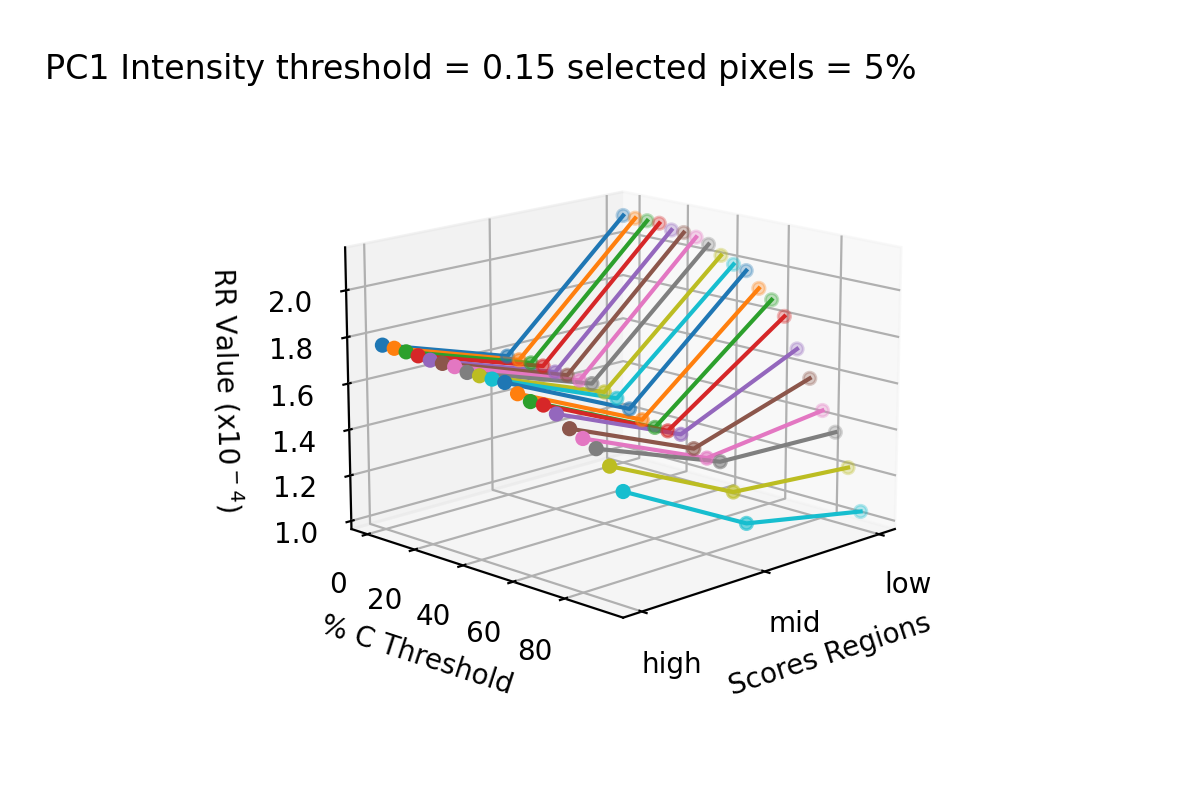 PC1 Intensity threshold = 0.15 selected pixels = 5%
RR Value (x10⁻⁴)
2.0
1.8
1.6
1.4
1.2
1.0
0
20
40
60
80
% C Threshold
high
mid
low
Scores Regions